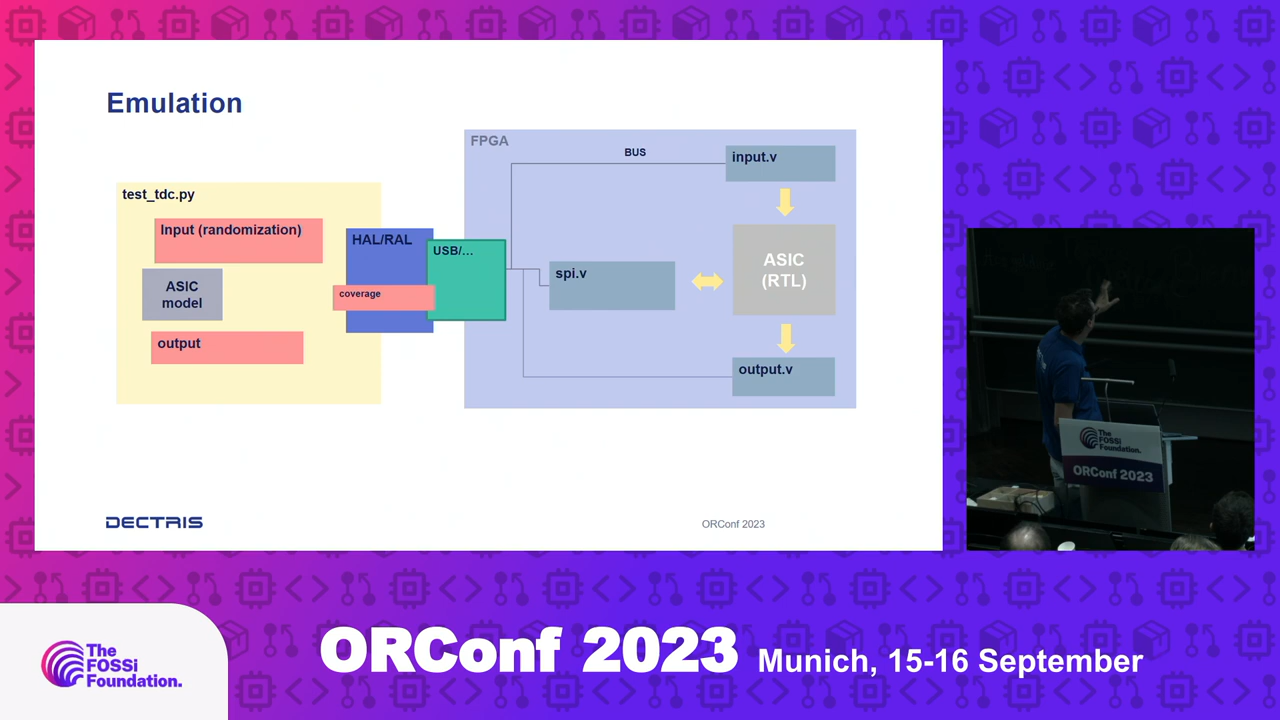 Emulation
FPGA
BUS
input.v
test_tdc.py
Input (randomization)
HAL/RAL
USB/...
ASIC
(RTL)
spi.v
ASIC
model
coverage
output
output.v
DECTRIS
ORConf 2023
The
FOSSi
Foundation.
ORConf 2023
The
FOSSi
Foundation.
ORConf 2023
Munich, 15-16 September